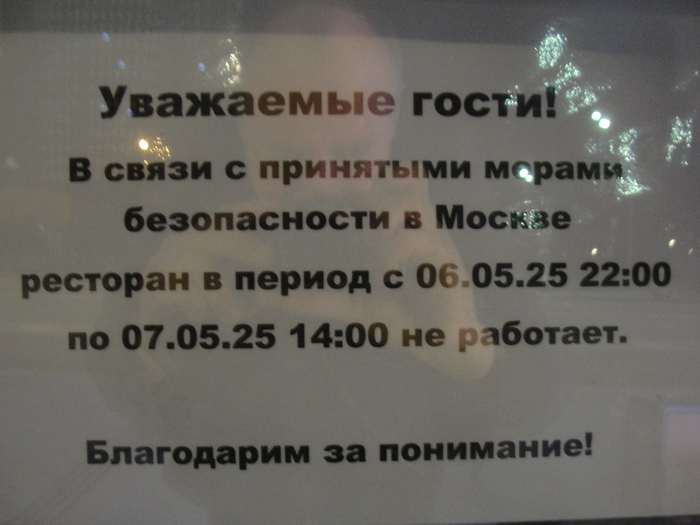 Уважаемые гости!
В связи с принятыми мерами
безопасности в Москве
ресторан в период с 06.05.25 22:00
по 07.05.25 14:00 не работает.
Благодарим за понимание!